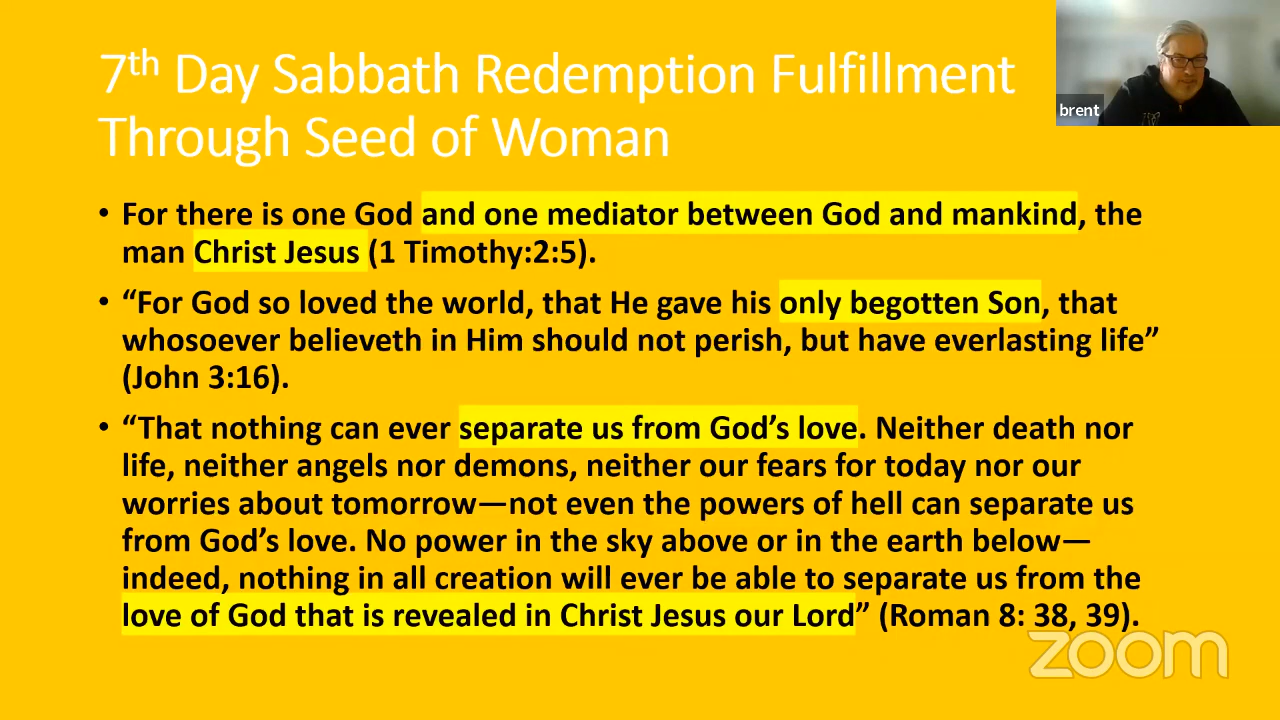 7th Day Sabbath Redemption Fulfillment
Through Seed of Woman
brent
• For there is one God and one mediator between God and mankind, the
man Christ Jesus (1 Timothy:2:5).
• “For God so loved the world, that He gave his only begotten Son, that
whosoever believeth in Him should not perish, but have everlasting life”
(John 3:16).
• “That nothing can ever separate us from God’s love. Neither death nor
life, neither angels nor demons, neither our fears for today nor our
worries about tomorrow—not even the powers of hell can separate us
from God’s love. No power in the sky above or in the earth below—
indeed, nothing in all creation will ever be able to separate us from the
love of God that is revealed in Christ Jesus our Lord” (Roman 8: 38, 39).
zoom